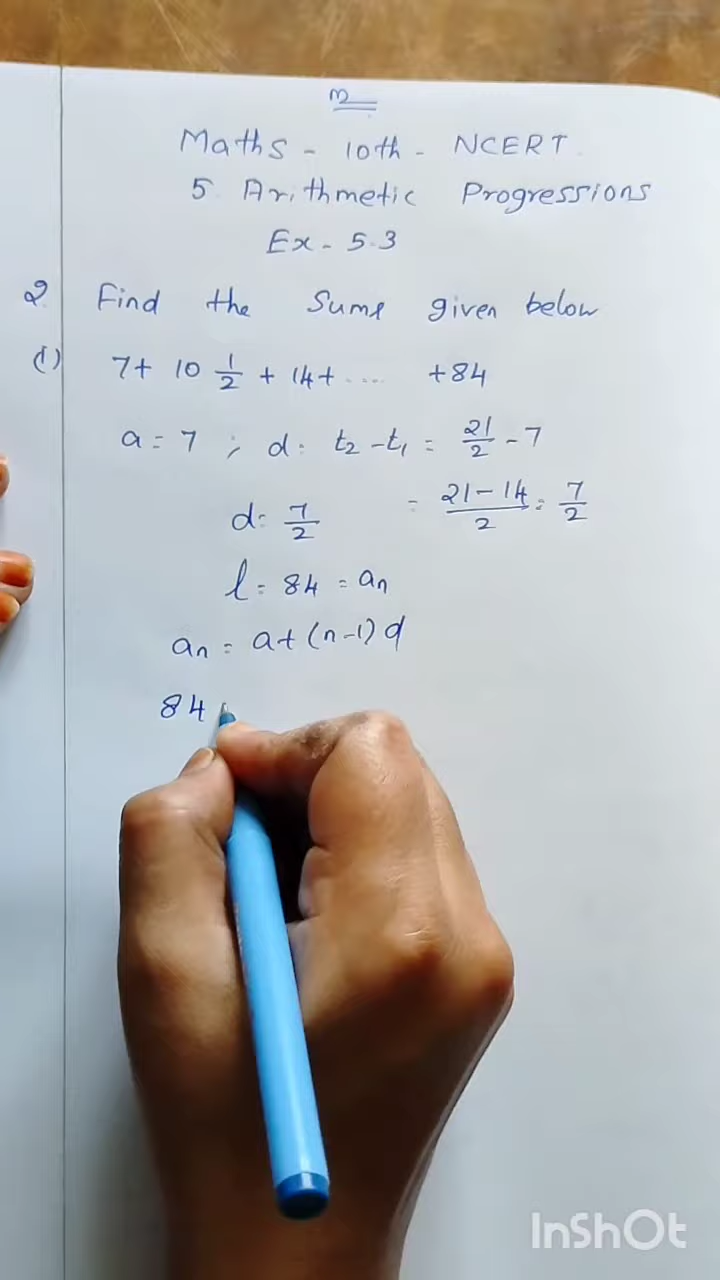 m
Maths - 10th - NCERT
5 Arithmetic Progressions
Ex - 5.3
2 Find the Sums given below
(i) 7 + 10 1/2 + 14 + .... + 84
a = 7 ; d = t₂ - t₁ = 21/2 - 7
d = 7/2 = (21 - 14)/2 = 7/2
l = 84 = aₙ
aₙ = a + (n-1) d
84
InShOt